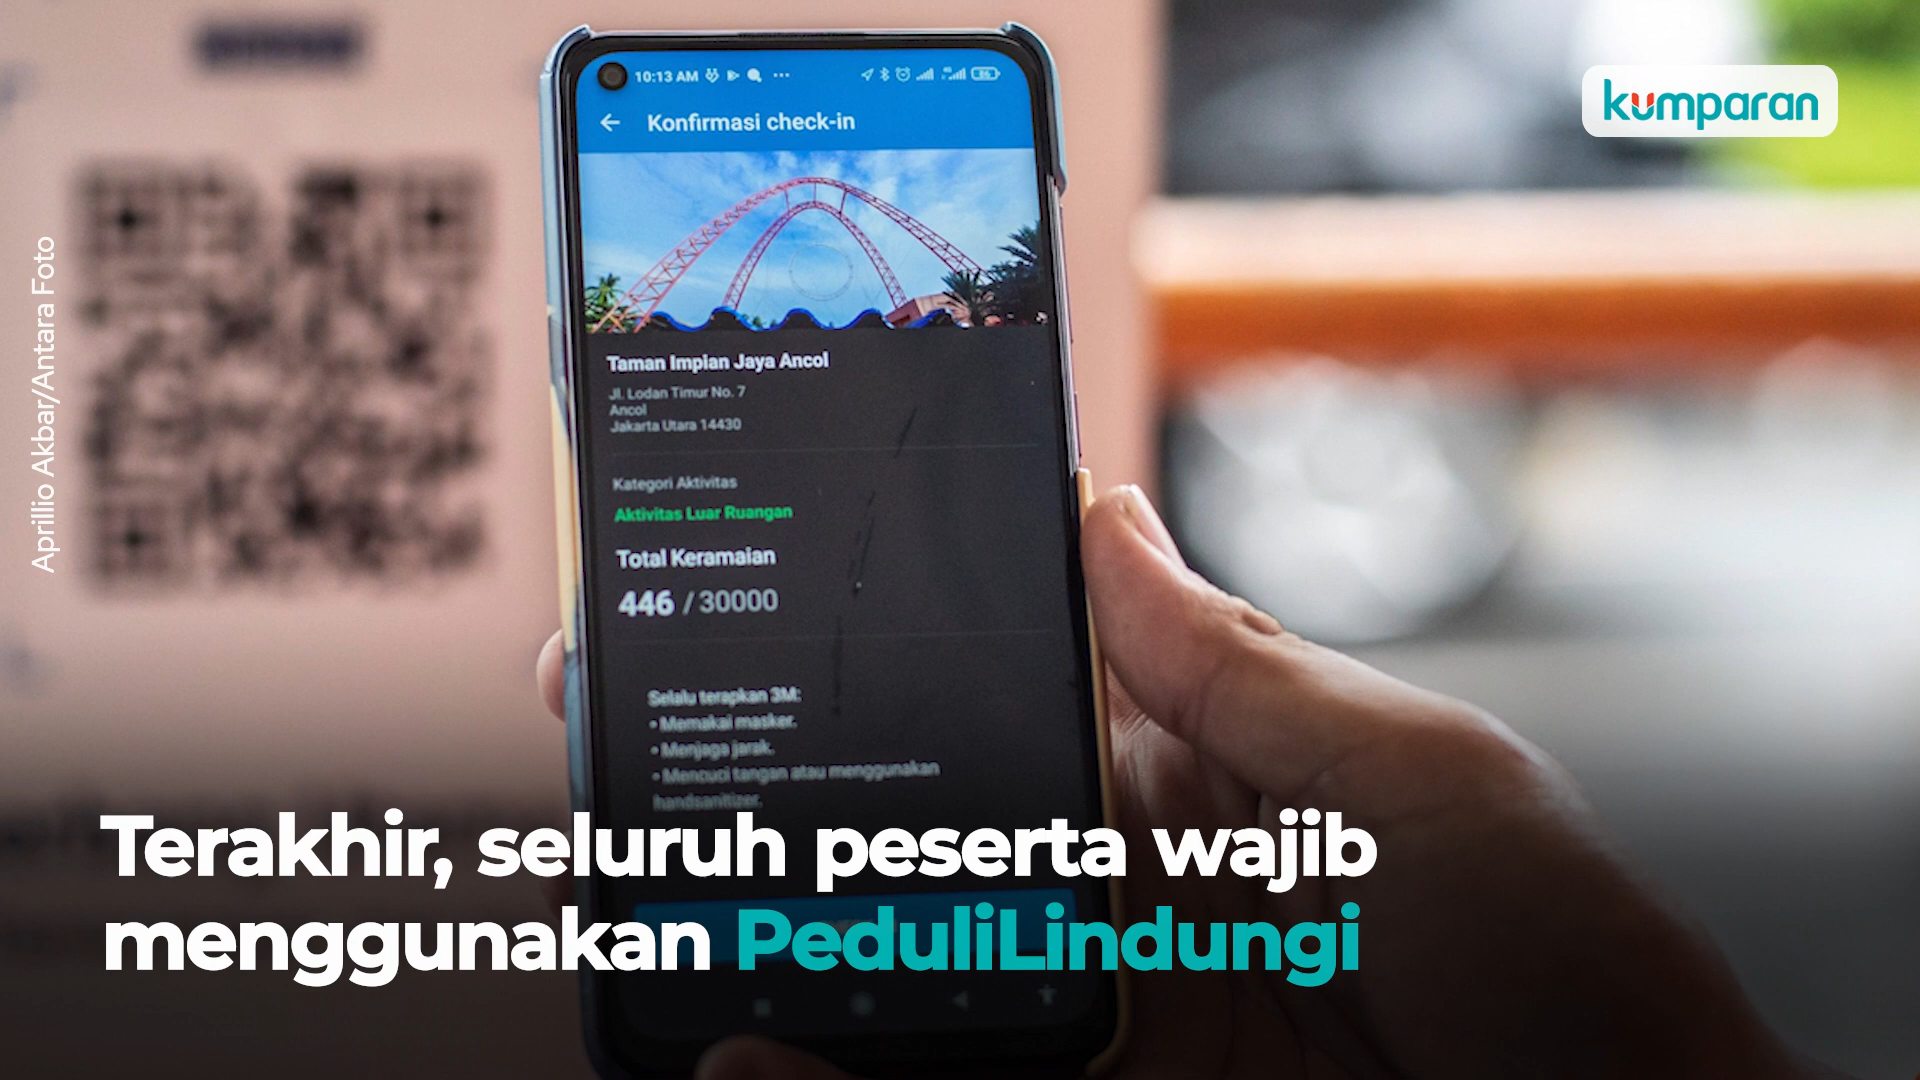 kumparan
Aprillio Akbar/Antara Foto
10:13 AM
86
Konfirmasi check-in
Taman Impian Jaya Ancol
Jl. Lodan Timur No. 7
Ancol
Jakarta Utara 14430
Kategori Aktivitas
Aktivitas Luar Ruangan
Total Keramaian
446 / 30000
Selalu terapkan 3M:
• Memakai masker.
• Menjaga jarak.
• Mencuci tangan atau menggunakan
handsanitizer.
Terakhir, seluruh peserta wajib
menggunakan PeduliLindungi